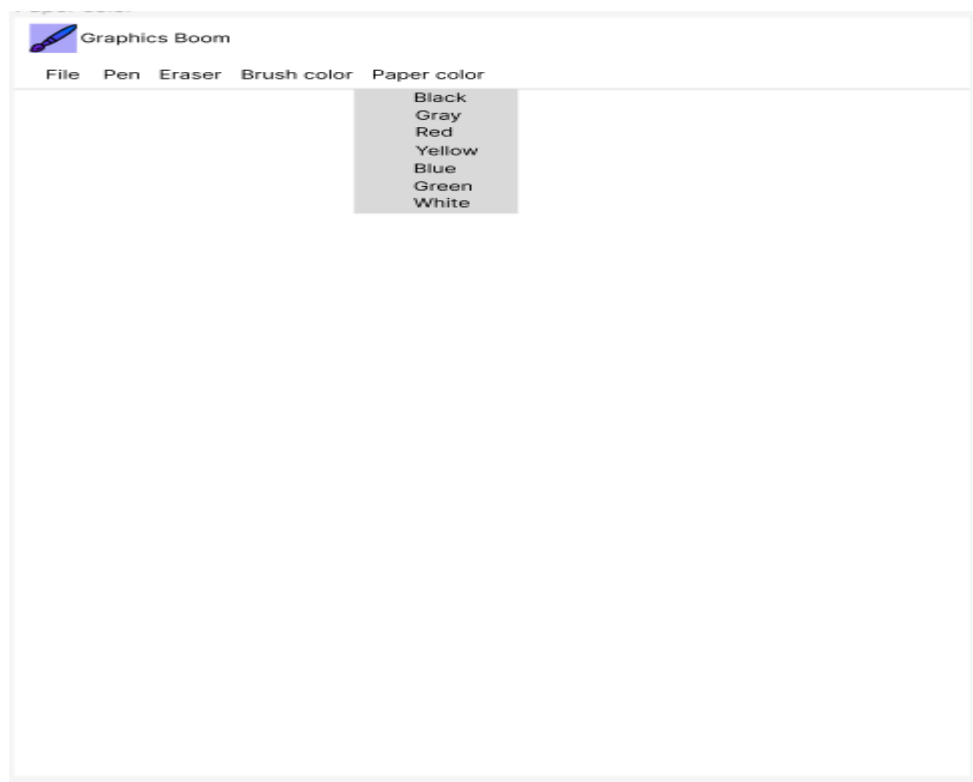 Graphics Boom
File Pen Eraser Brush color Paper color
Black
Gray
Red
Yellow
Blue
Green
White